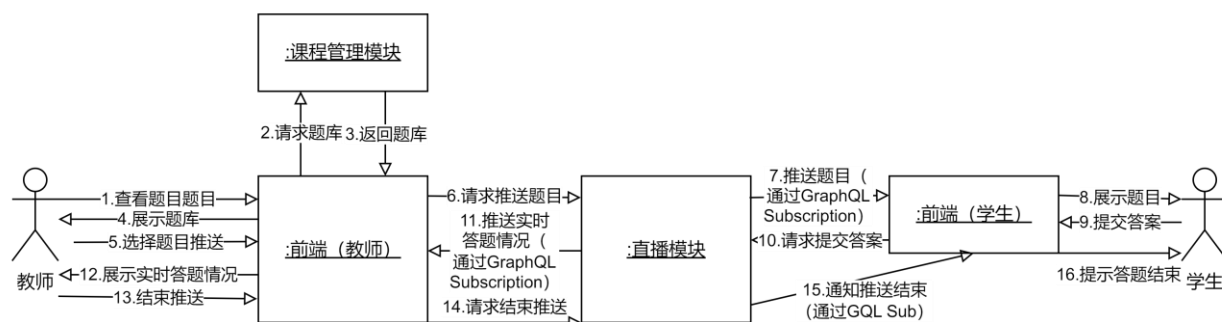 :课程管理模块
2.请求题库
3.返回题库
1.查看题目题目
4.展示题库
5.选择题目推送
12.展示实时答题情况
13.结束推送
教师
:前端（教师）
6.请求推送题目
11.推送实时
答题情况（
通过GraphQL
Subscription)
14.请求结束推送
:直播模块
7.推送题目（
通过GraphQL
Subscription)
10.请求提交答案
15.通知推送结束
（通过GQL Sub）
:前端（学生）
8.展示题目
9.提交答案
16.提示答题结束
学生